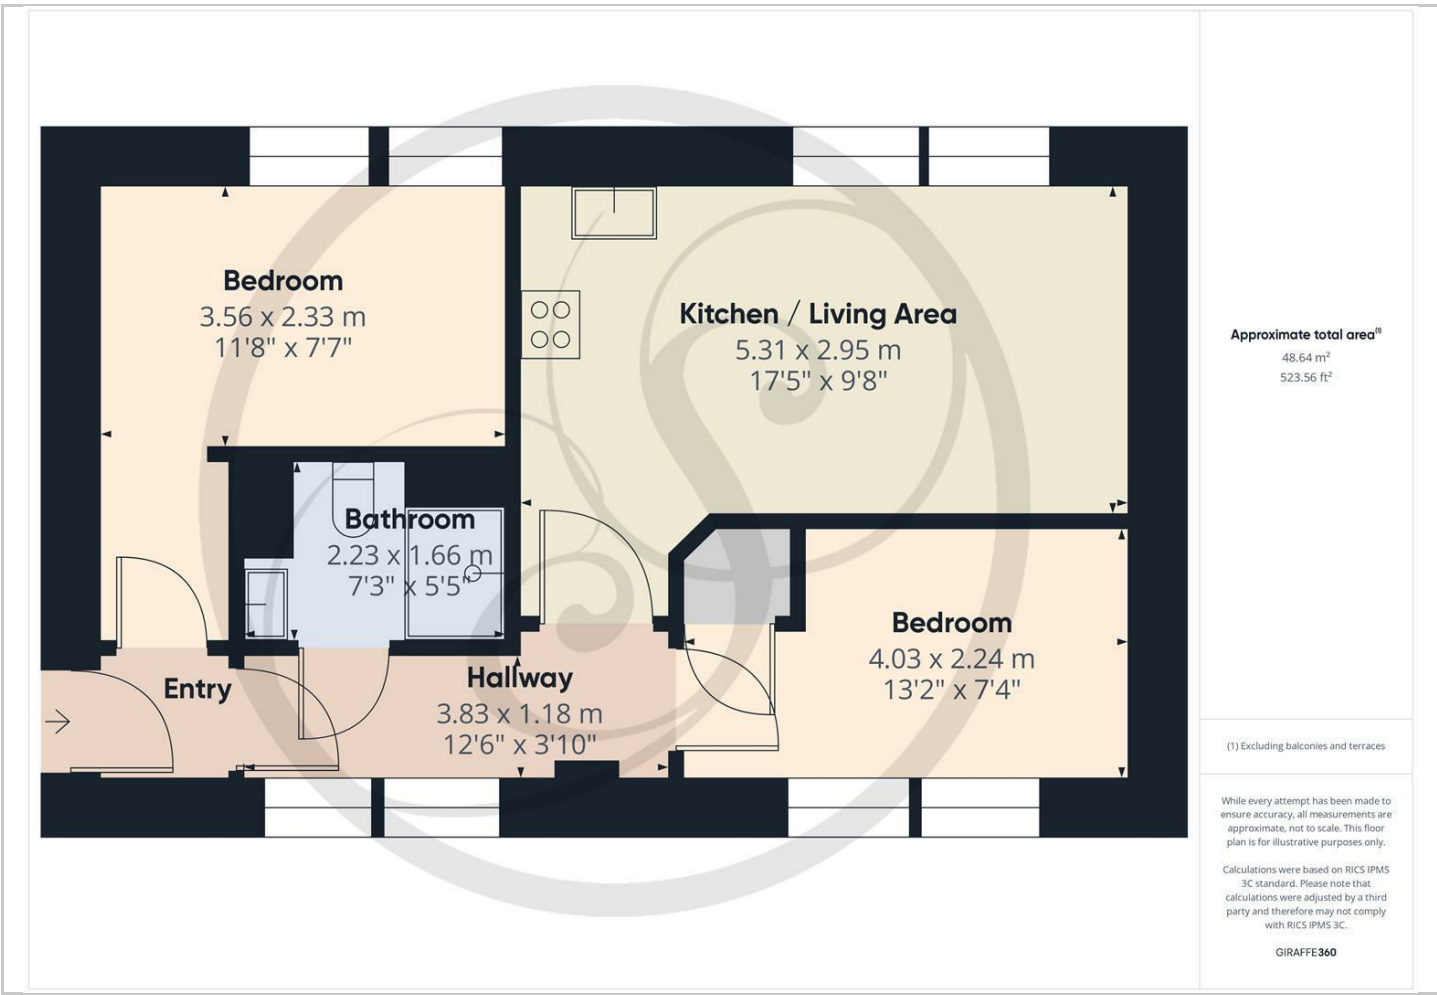 Bedroom
3.56 x 2.33 m
11'8" x 7'7"
Kitchen / Living Area
5.31 x 2.95 m
17'5" x 9'8"
Bathroom
2.23 x 1.66 m
7'3" x 5'5"
Bedroom
4.03 x 2.24 m
13'2" x 7'4"
Entry
Hallway
3.83 x 1.18 m
12'6" x 3'10"
Approximate total area⁽¹⁾
48.64 m²
523.56 ft²
(1) Excluding balconies and terraces
While every attempt has been made to
ensure accuracy, all measurements are
approximate, not to scale. This floor
plan is for illustrative purposes only.
Calculations were based on RICS IPMS
3C standard. Please note that
calculations were adjusted by a third
party and therefore may not comply
with RICS IPMS 3C.
GIRAFFE360